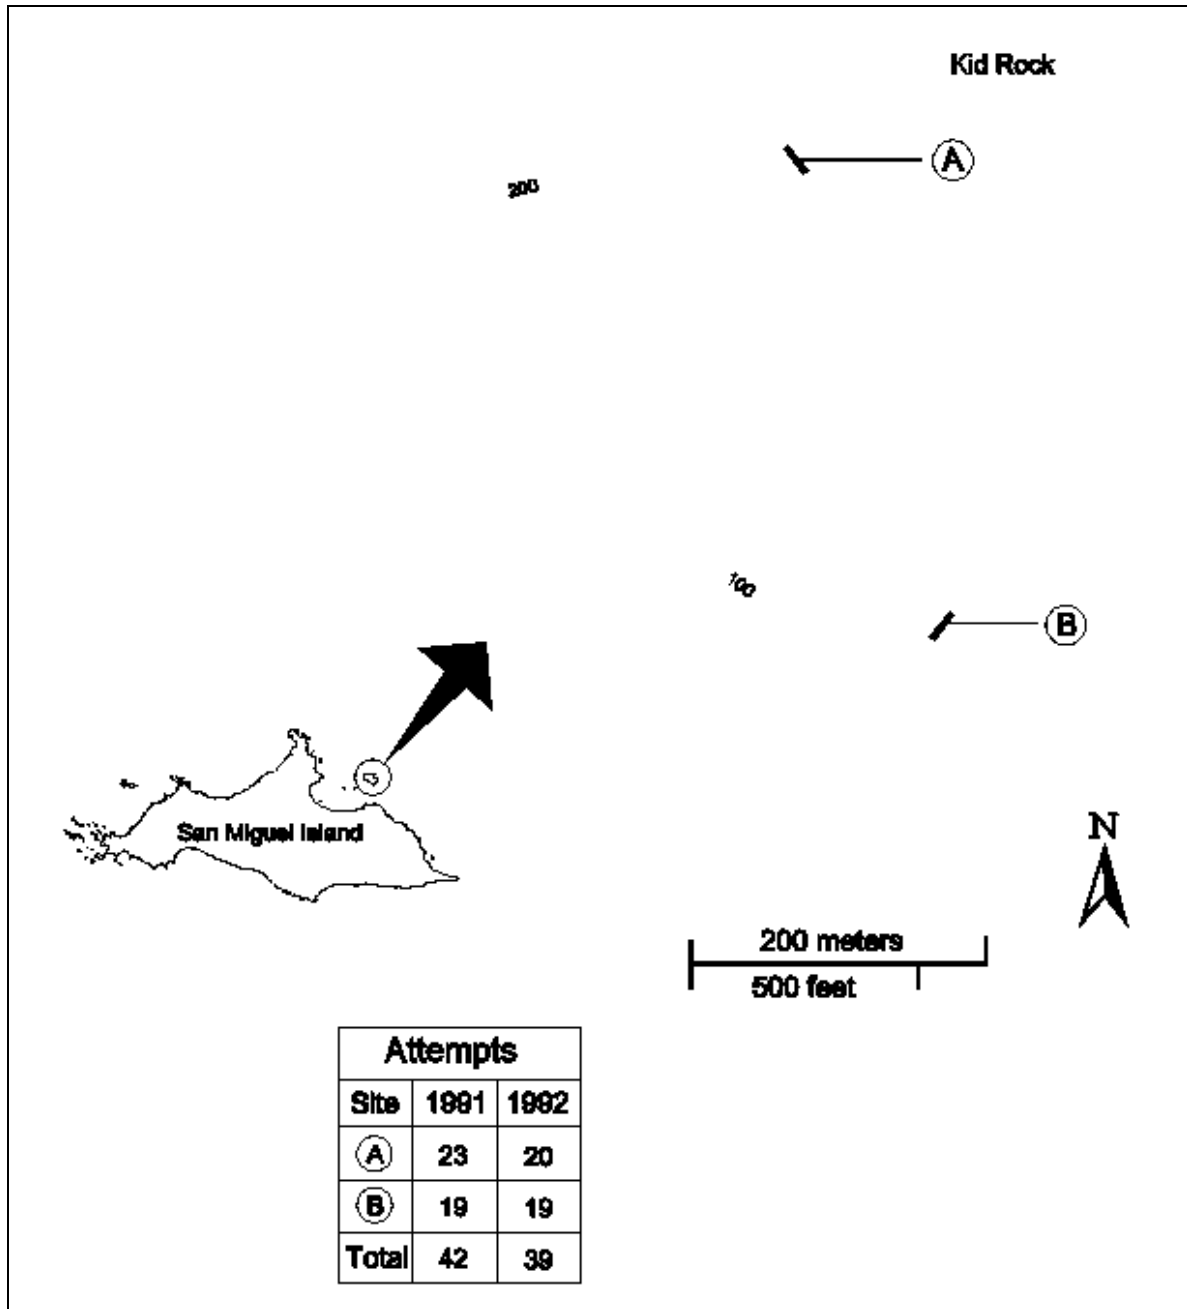 Kid Rock
A
200
100
B
San Miguel Island
N
200 meters
500 feet
Attempts
Site 1991 1992
A 23 20
B 19 19
Total 42 39